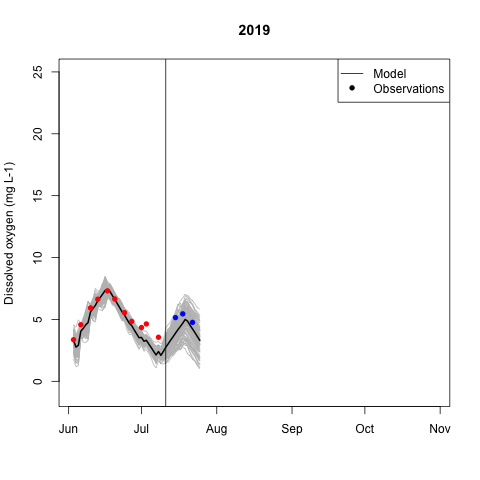 2019
Model
Observations
Dissolved oxygen (mg L-1)
25
20
15
10
5
0
Jun Jul Aug Sep Oct Nov